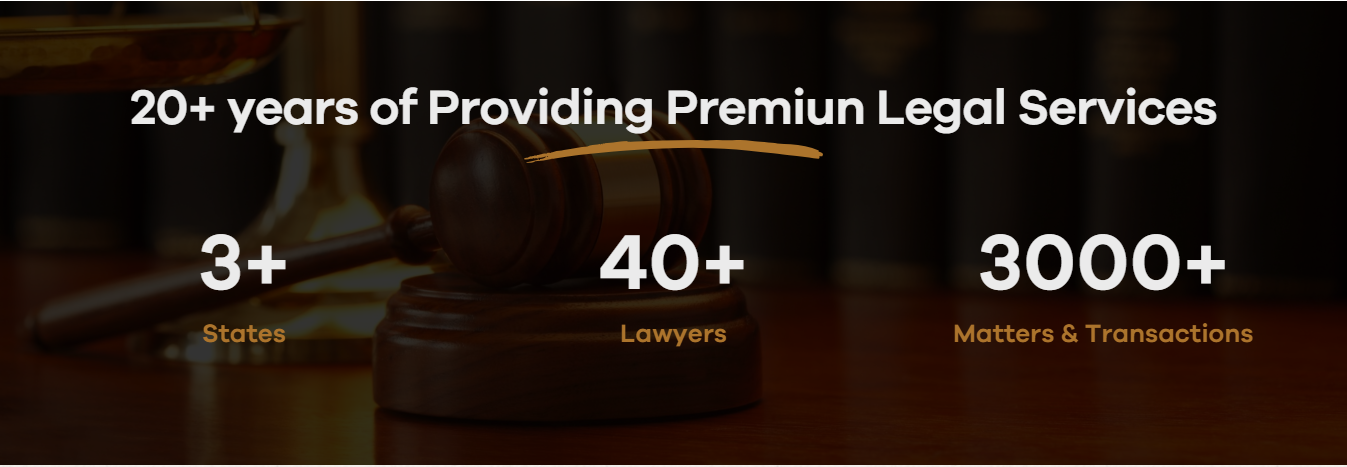 20+ years of Providing Premiun Legal Services
3+ 40+ 3000+
States Lawyers Matters & Transactions